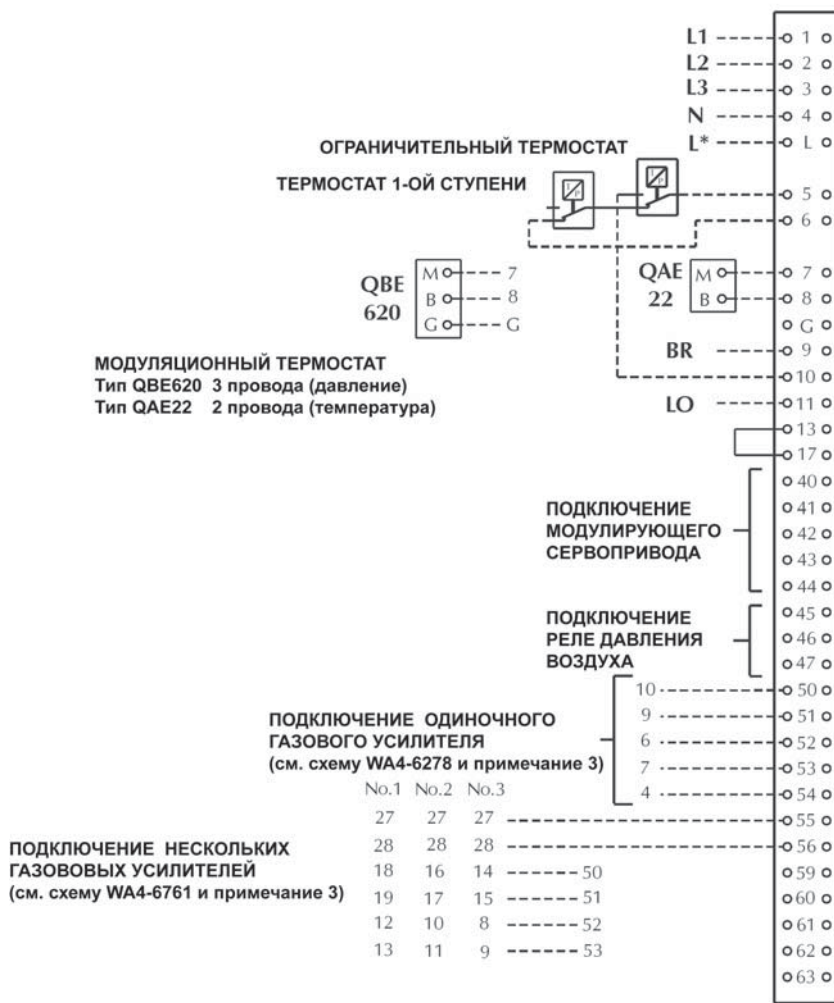 L1 1
L2 2
L3 3
N 4
L* L
ОГРАНИЧИТЕЛЬНЫЙ ТЕРМОСТАТ
ТЕРМОСТАТ 1-ОЙ СТУПЕНИ
T P
T P
5
6
QBE 620
M 7
B 8
G G
QAE 22
M 7
B 8
G
BR 9
10
LO 11
МОДУЛЯЦИОННЫЙ ТЕРМОСТАТ
Тип QBE620 3 провода (давление)
Тип QAE22 2 провода (температура)
13
17
40
ПОДКЛЮЧЕНИЕ
МОДУЛИРУЮЩЕГО
СЕРВОПРИВОДА
41
42
43
44
ПОДКЛЮЧЕНИЕ
РЕЛЕ ДАВЛЕНИЯ
ВОЗДУХА
45
46
47
ПОДКЛЮЧЕНИЕ ОДИНОЧНОГО
ГАЗОВОГО УСИЛИТЕЛЯ
(см. схему WA4-6278 и примечание 3)
10 50
9 51
6 52
7 53
4 54
No.1 No.2 No.3
27 27 27 55
28 28 28 56
ПОДКЛЮЧЕНИЕ НЕСКОЛЬКИХ
ГАЗОВОВЫХ УСИЛИТЕЛЕЙ
(см. схему WA4-6761 и примечание 3)
18 16 14 50
19 17 15 51
12 10 8 52
13 11 9 53
59
60
61
62
63